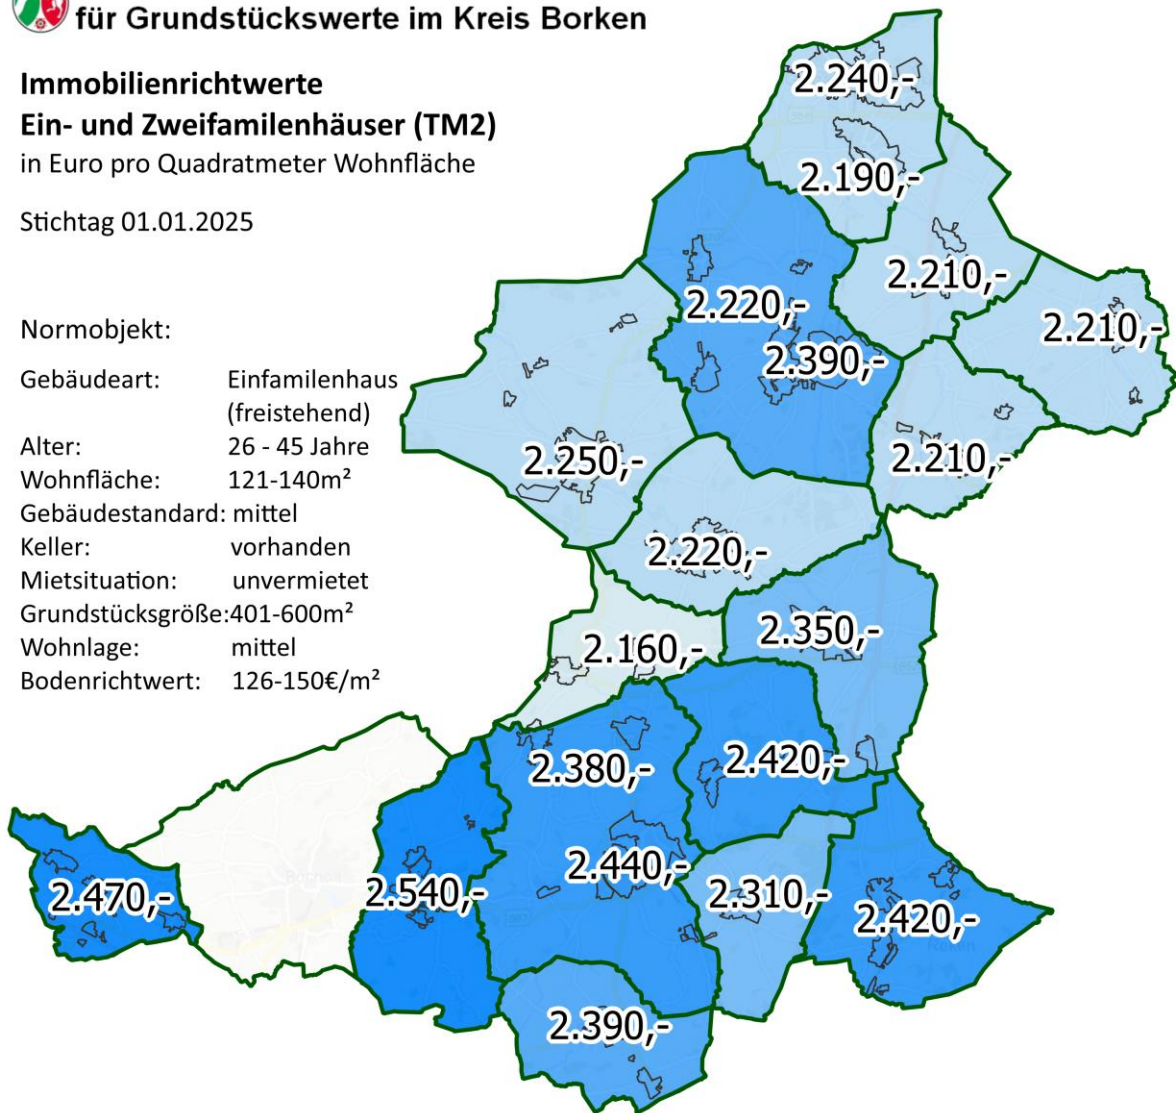 für Grundstückswerte im Kreis Borken
Immobilienrichtwerte
Ein- und Zweifamilenhäuser (TM2)
in Euro pro Quadratmeter Wohnfläche
Stichtag 01.01.2025
Normobjekt:
Gebäudeart: Einfamilenhaus
(freistehend)
Alter: 26 - 45 Jahre
Wohnfläche: 121-140m²
Gebäudestandard: mittel
Keller: vorhanden
Mietsituation: unvermietet
Grundstücksgröße:401-600m²
Wohnlage: mittel
Bodenrichtwert: 126-150€/m²
2.240,-
2.190,-
2.210,-
2.220,-
2.210,-
2.390,-
2.250,-
2.210,-
2.220,-
2.350,-
2.160,-
2.420,-
2.380,-
2.440,-
2.470,-
2.540,-
2.310,-
2.420,-
2.390,-